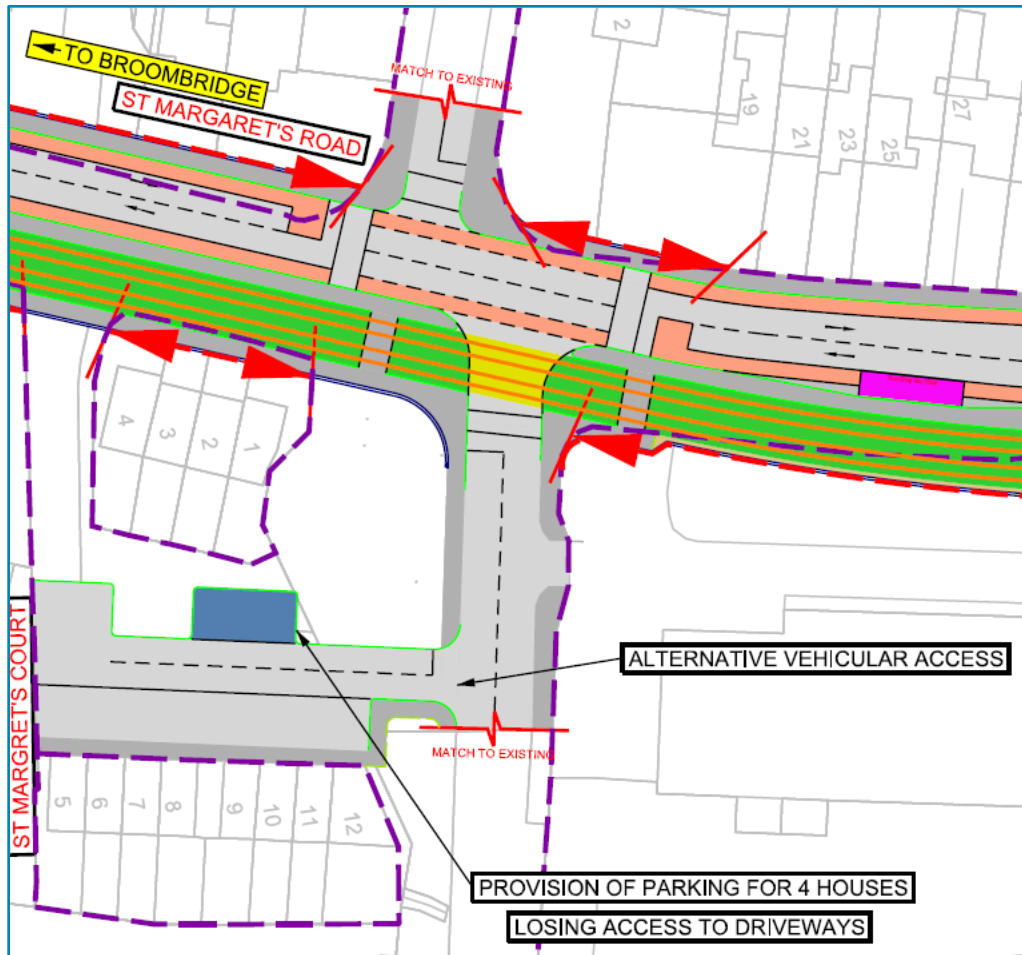 TO BROOMBRIDGE
ST MARGARET'S ROAD
MATCH TO EXISTING
2
19
21
23
25
27
4
3
2
1
ST MARGRET'S COURT
ALTERNATIVE VEHICULAR ACCESS
MATCH TO EXISTING
5
6
7
8
9
10
11
12
PROVISION OF PARKING FOR 4 HOUSES
LOSING ACCESS TO DRIVEWAYS